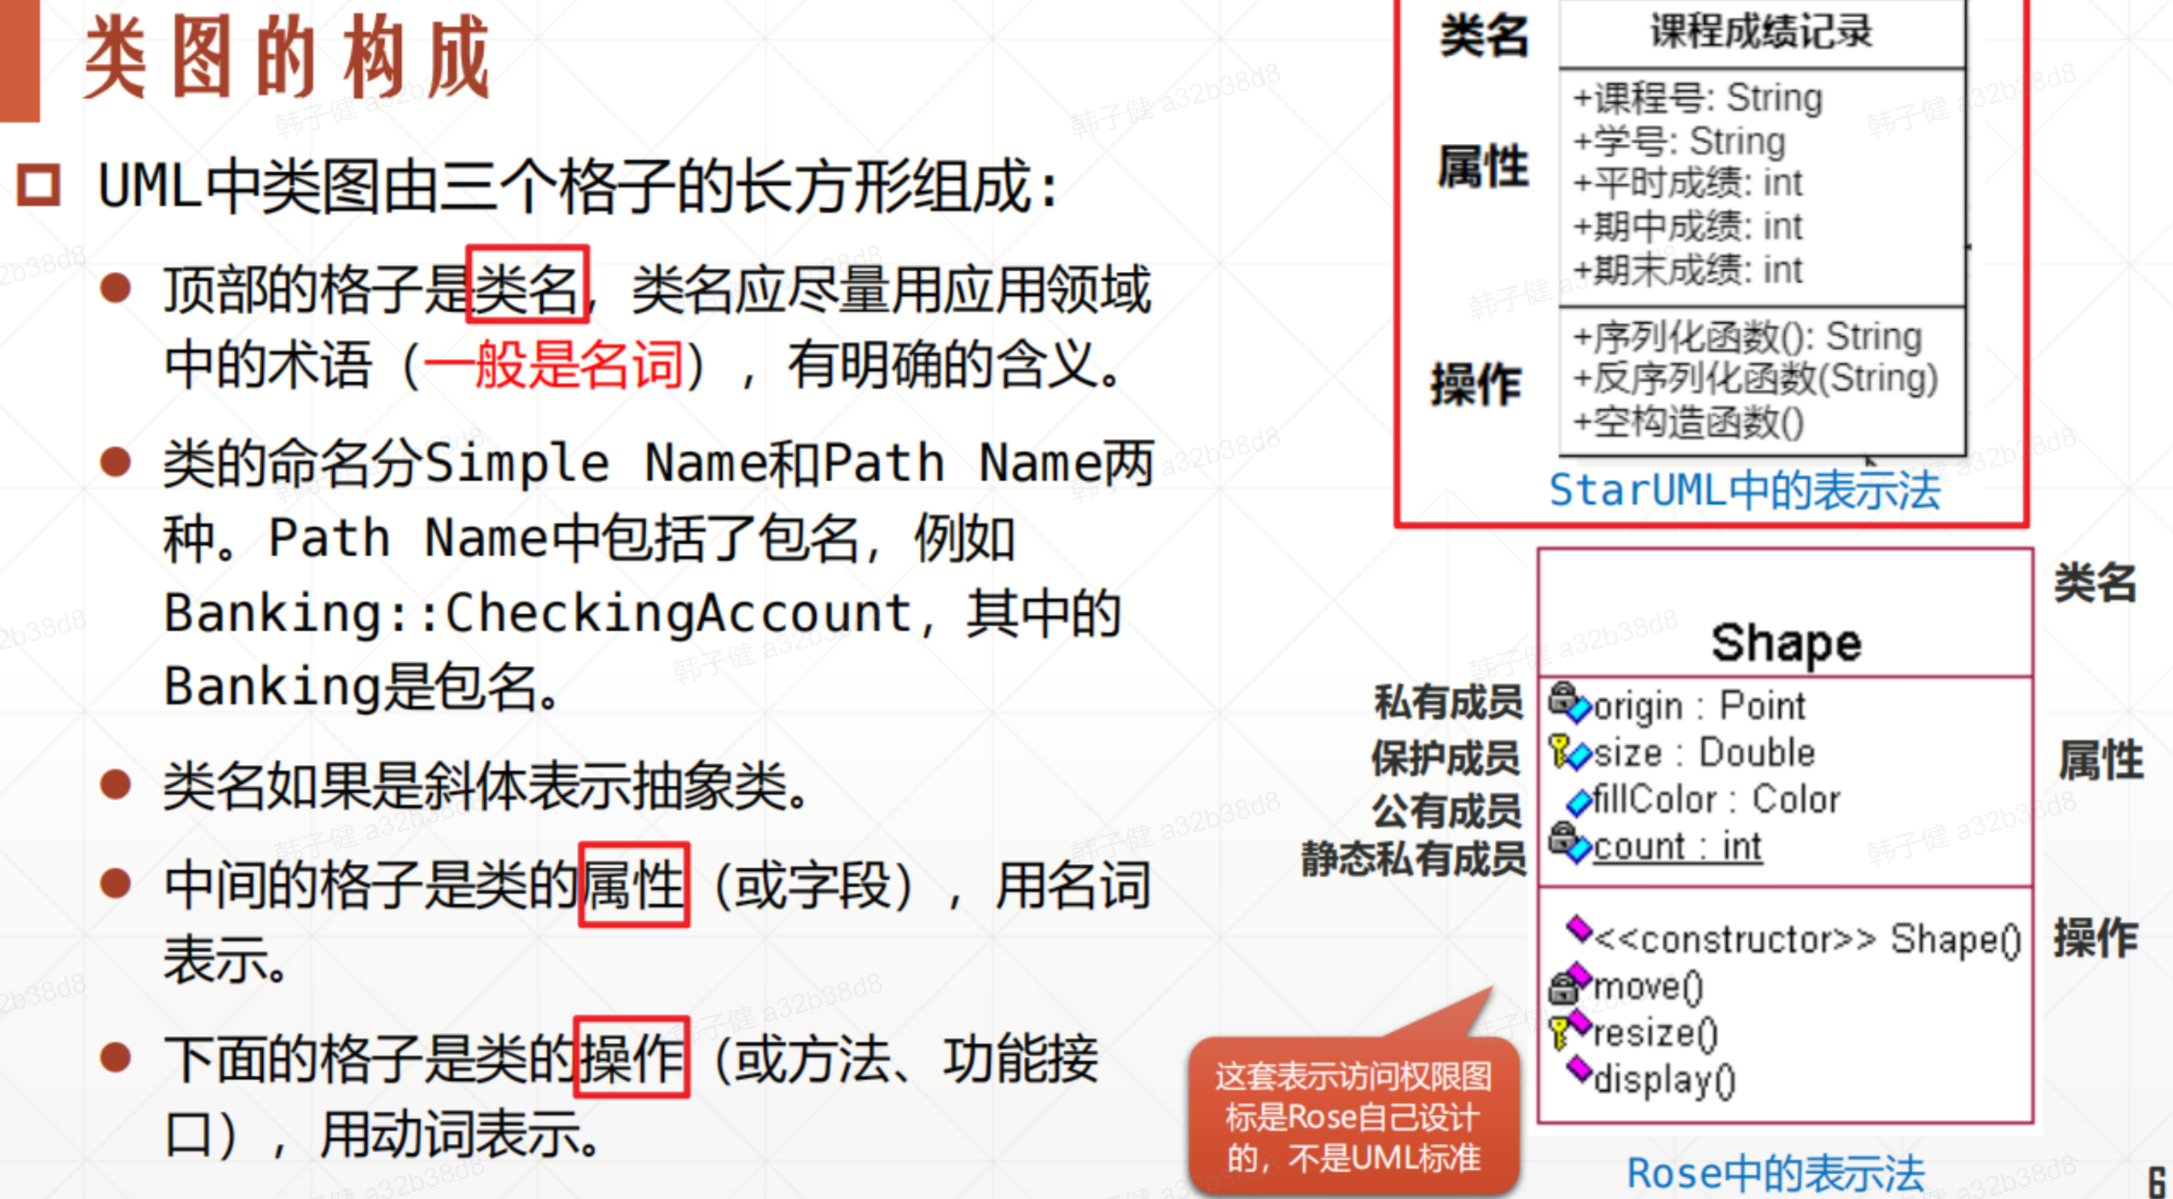 类图的构成
UML中类图由三个格子的长方形组成:
顶部的格子是类名，类名应尽量用应用领域
中的术语（一般是名词），有明确的含义。
类的命名分Simple Name和Path Name两
种。Path Name中包括了包名，例如
Banking::CheckingAccount，其中的
Banking是包名。
类名如果是斜体表示抽象类。
中间的格子是类的属性（或字段），用名词
表示。
下面的格子是类的操作（或方法、功能接
口），用动词表示。
类名
课程成绩记录
属性
+课程号: String
+学号: String
+平时成绩: int
+期中成绩: int
+期末成绩: int
操作
+序列化函数(): String
+反序列化函数(String)
+空构造函数()
StarUML中的表示法
类名
Shape
私有成员
origin : Point
保护成员
size : Double
属性
公有成员
fillColor : Color
静态私有成员
count : int
<<constructor>> Shape()
操作
move()
resize()
display()
这套表示访问权限图
标是Rose自己设计
的，不是UML标准
Rose中的表示法
6
韩子健 a32b38d8